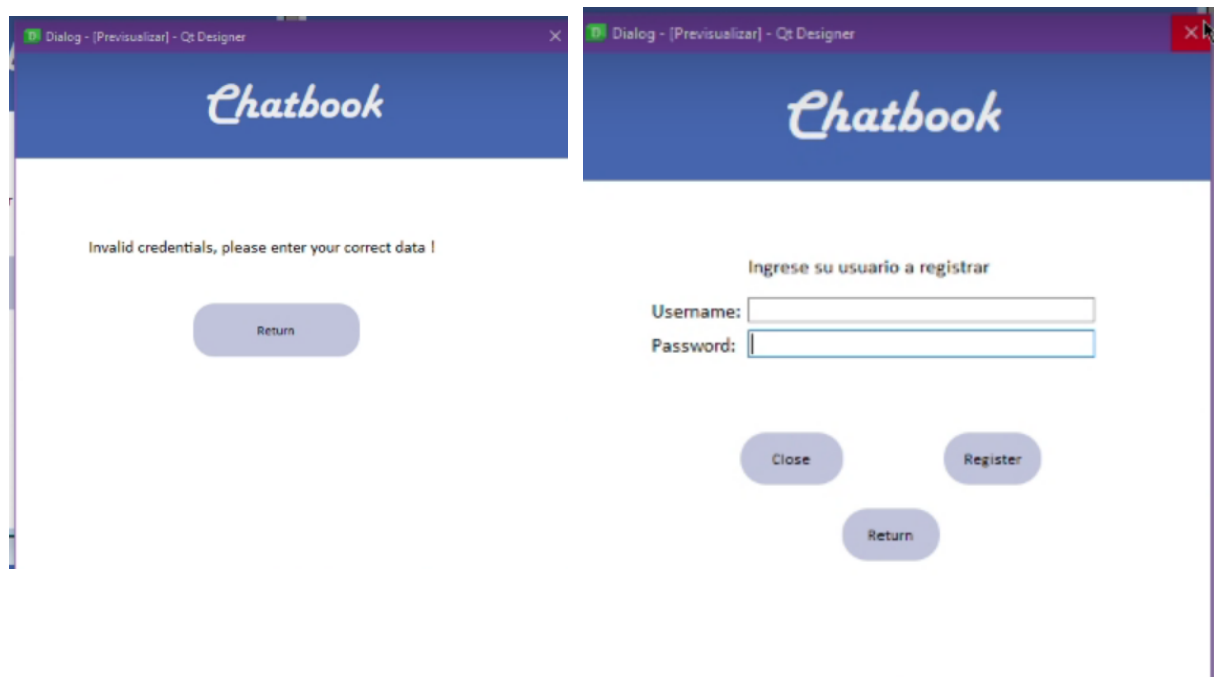 Dialog - [Previsualizar] - Qt Designer
Chatbook
Invalid credentials, please enter your correct data !
Return
Dialog - [Previsualizar] - Qt Designer
Chatbook
Ingrese su usuario a registrar
Username:
Password:
Close
Register
Return